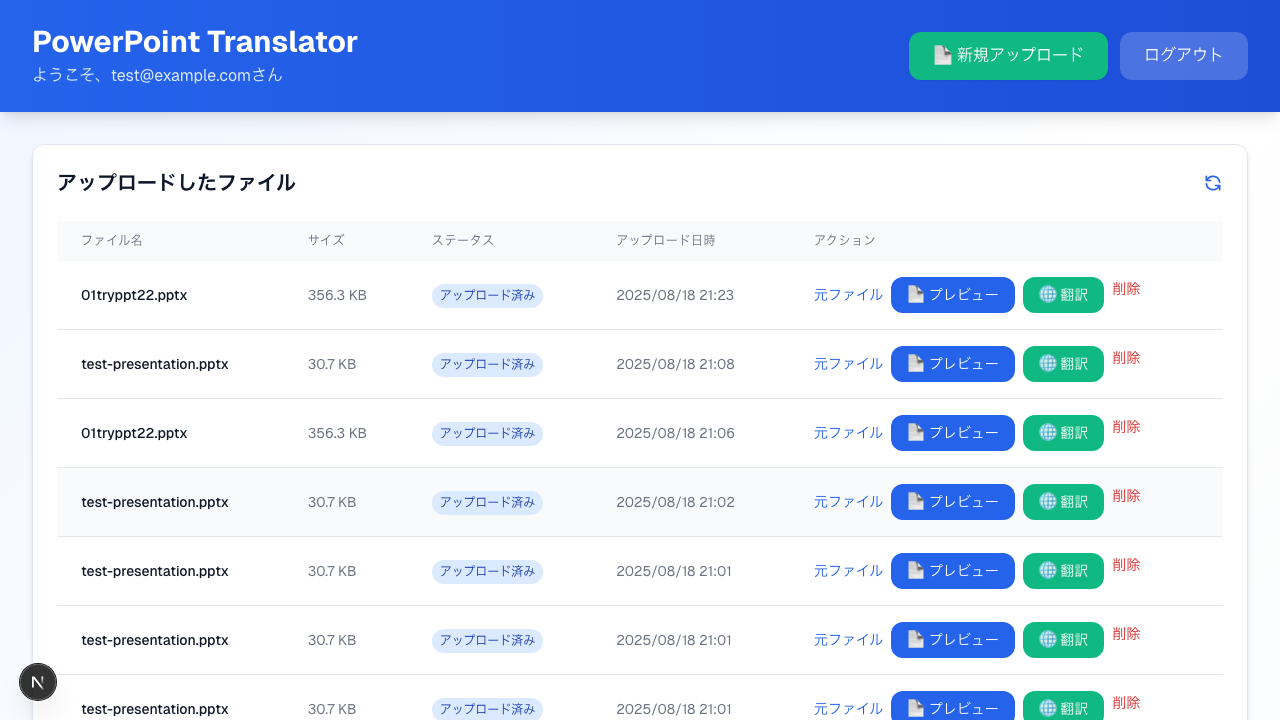 PowerPoint Translator
ようこそ、test@example.comさん
新規アップロード
ログアウト
アップロードしたファイル
ファイル名 サイズ ステータス アップロード日時 アクション
01tryppt22.pptx 356.3 KB アップロード済み 2025/08/18 21:23 元ファイル プレビュー 翻訳 削除
test-presentation.pptx 30.7 KB アップロード済み 2025/08/18 21:08 元ファイル プレビュー 翻訳 削除
01tryppt22.pptx 356.3 KB アップロード済み 2025/08/18 21:06 元ファイル プレビュー 翻訳 削除
test-presentation.pptx 30.7 KB アップロード済み 2025/08/18 21:02 元ファイル プレビュー 翻訳 削除
test-presentation.pptx 30.7 KB アップロード済み 2025/08/18 21:01 元ファイル プレビュー 翻訳 削除
test-presentation.pptx 30.7 KB アップロード済み 2025/08/18 21:01 元ファイル プレビュー 翻訳 削除
test-presentation.pptx 30.7 KB アップロード済み 2025/08/18 21:01 元ファイル プレビュー 翻訳 削除
N